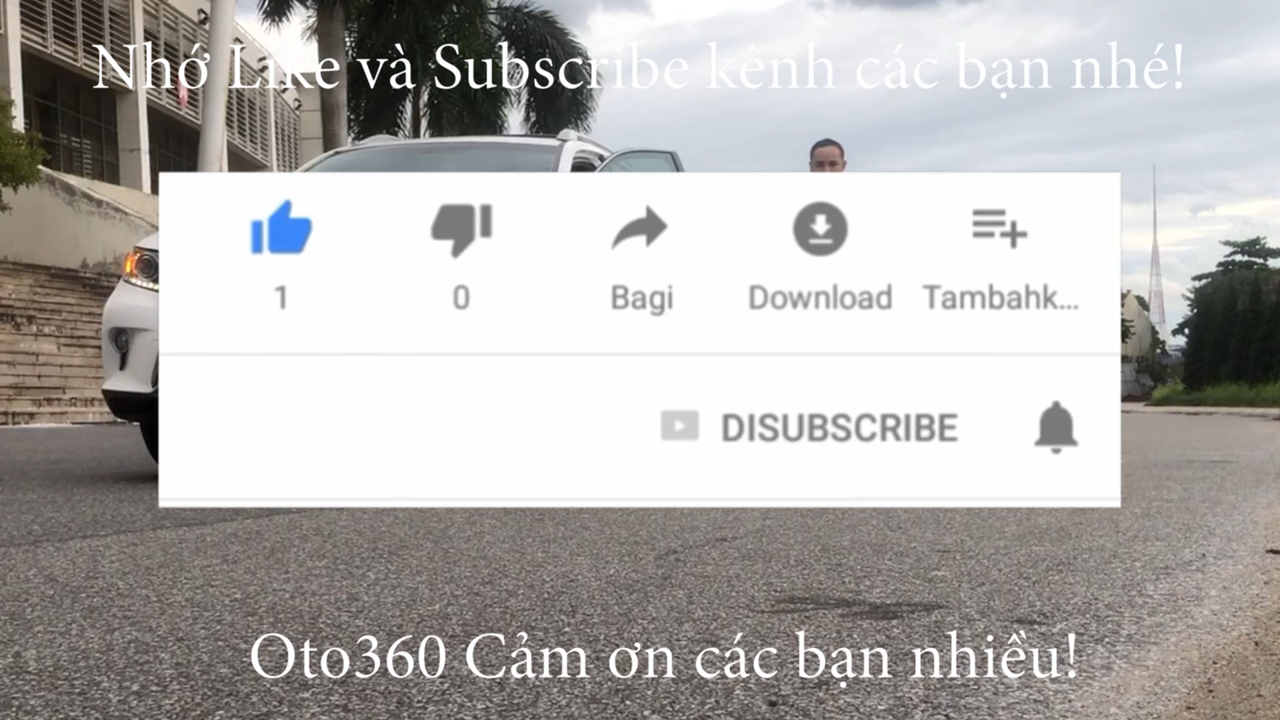 Nhớ Like và Subscribe kênh các bạn nhé!
1 0 Bagi Download Tambahk...
DISUBSCRIBE
Oto360 Cảm ơn các bạn nhiều!